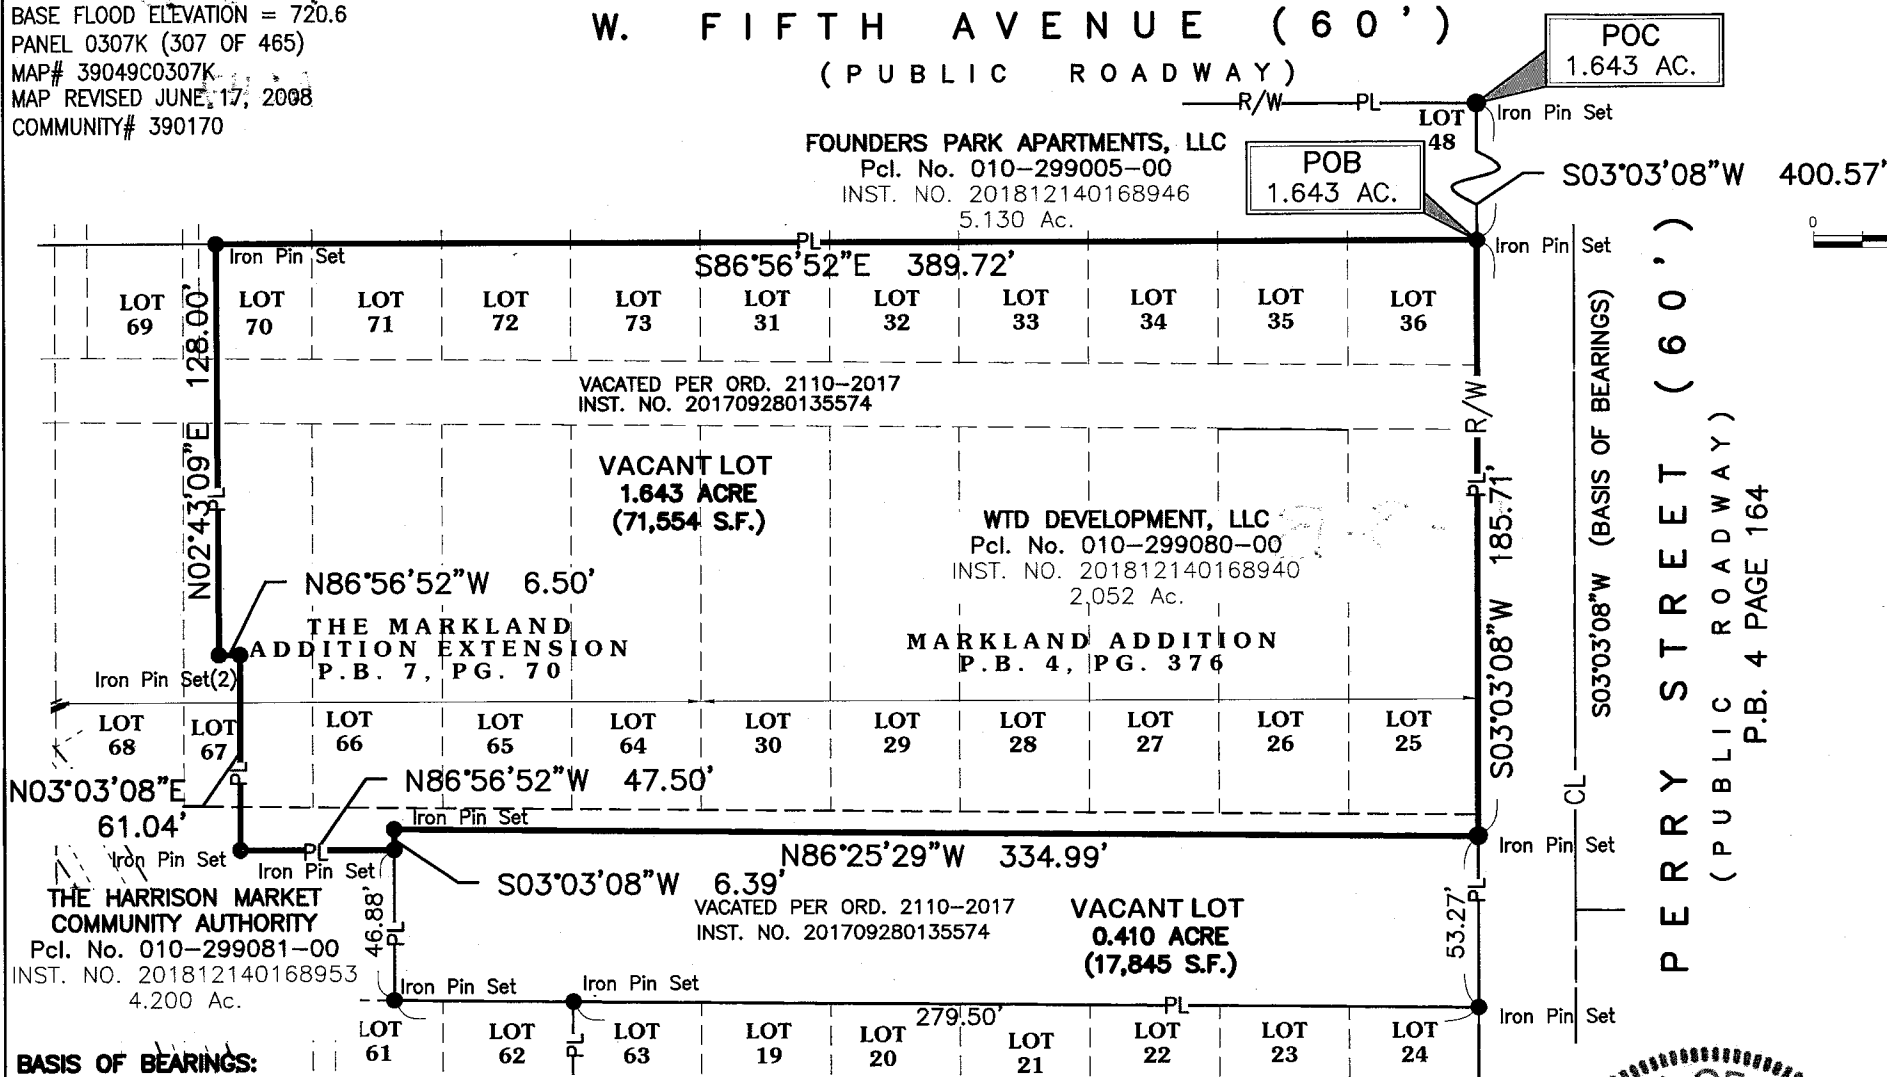 BASE FLOOD ELEVATION = 720.6
PANEL 0307K (307 OF 465)
MAP# 39049C0307K
MAP REVISED JUNE 17, 2008
COMMUNITY# 390170
W. FIFTH AVENUE (60')
(PUBLIC ROADWAY)
POC
1.643 AC.
R/W
PL
Iron Pin Set
LOT
48
FOUNDERS PARK APARTMENTS, LLC
Pcl. No. 010-299005-00
INST. NO. 201812140168946
5.130 Ac.
POB
1.643 AC.
S03°03'08"W 400.57'
0
PL
Iron Pin Set
Iron Pin Set
S86°56'52"E 389.72'
LOT
69
LOT
70
LOT
71
LOT
72
LOT
73
LOT
31
LOT
32
LOT
33
LOT
34
LOT
35
LOT
36
N02°43'09"E 128.00'
PL
VACATED PER ORD. 2110-2017
INST. NO. 201709280135574
R/W
PL
S03°03'08"W 185.71'
S03°03'08"W (BASIS OF BEARINGS)
CL
PERRY STREET (60')
(PUBLIC ROADWAY)
P.B. 4 PAGE 164
VACANT LOT
1.643 ACRE
(71,554 S.F.)
WTD DEVELOPMENT, LLC
Pcl. No. 010-299080-00
INST. NO. 201812140168940
2.052 Ac.
N86°56'52"W 6.50'
THE MARKLAND
ADDITION EXTENSION
P.B. 7, PG. 70
MARKLAND ADDITION
P.B. 4, PG. 376
Iron Pin Set(2)
LOT
68
LOT
67
LOT
66
LOT
65
LOT
64
LOT
30
LOT
29
LOT
28
LOT
27
LOT
26
LOT
25
PL
N86°56'52"W 47.50'
N03°03'08"E
61.04'
Iron Pin Set
Iron Pin Set
PL
Iron Pin Set
N86°25'29"W 334.99'
Iron Pin Set
S03°03'08"W 6.39'
THE HARRISON MARKET
COMMUNITY AUTHORITY
Pcl. No. 010-299081-00
INST. NO. 201812140168953
4.200 Ac.
46.88'
PL
VACATED PER ORD. 2110-2017
INST. NO. 201709280135574
VACANT LOT
0.410 ACRE
(17,845 S.F.)
53.27'
PL
Iron Pin Set
Iron Pin Set
PL
279.50'
Iron Pin Set
LOT
61
LOT
62
PL
LOT
63
LOT
19
LOT
20
LOT
21
LOT
22
LOT
23
LOT
24
BASIS OF BEARINGS: